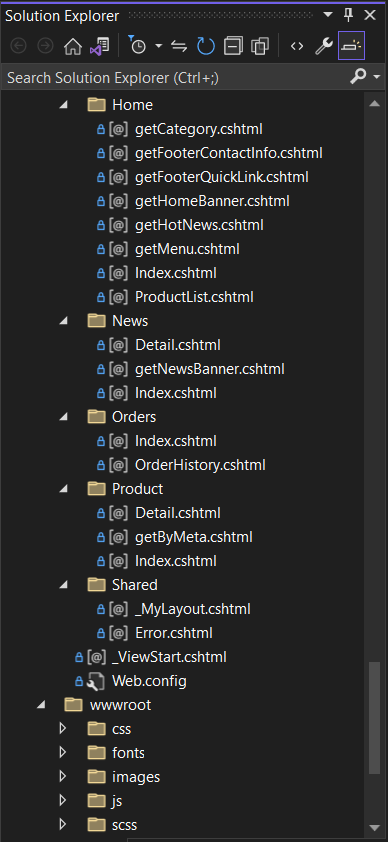 Solution Explorer
Search Solution Explorer (Ctrl+;)
Home
getCategory.cshtml
getFooterContactInfo.cshtml
getFooterQuickLink.cshtml
getHomeBanner.cshtml
getHotNews.cshtml
getMenu.cshtml
Index.cshtml
ProductList.cshtml
News
Detail.cshtml
getNewsBanner.cshtml
Index.cshtml
Orders
Index.cshtml
OrderHistory.cshtml
Product
Detail.cshtml
getByMeta.cshtml
Index.cshtml
Shared
_MyLayout.cshtml
Error.cshtml
_ViewStart.cshtml
Web.config
wwwroot
css
fonts
images
js
scss